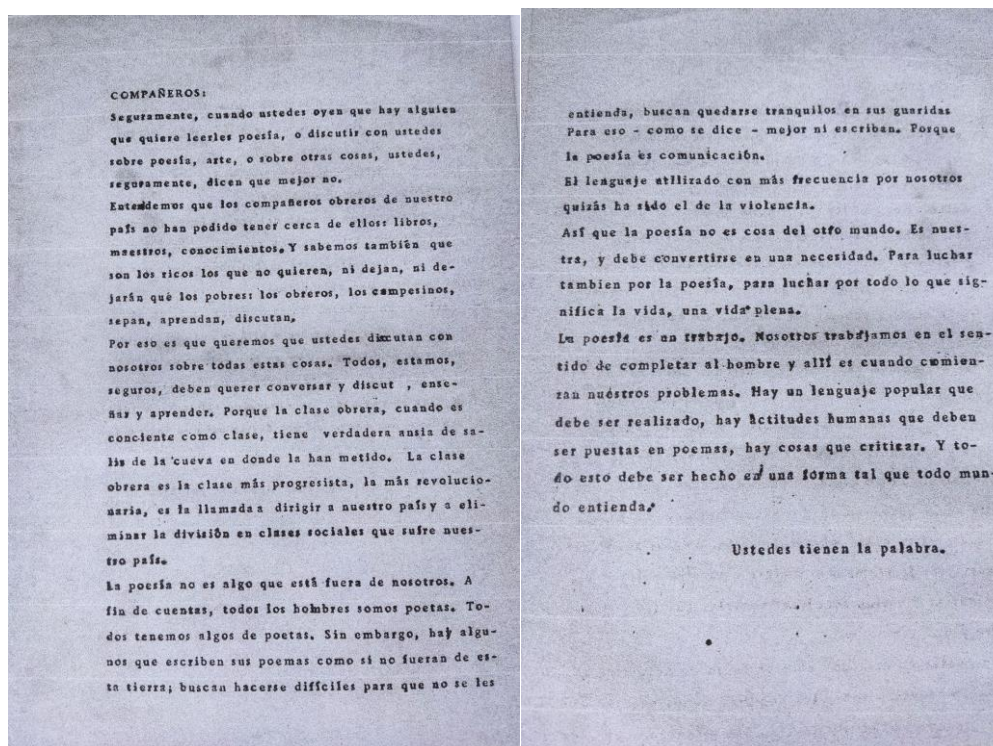 COMPAÑEROS:
Seguramente, cuando ustedes oyen que hay alguien
que quiere leerles poesía, o discutir con ustedes
sobre poesía, arte, o sobre otras cosas, ustedes,
seguramente, dicen que mejor no.
Entendemos que los compañeros obreros de nuestro
país no han podido tener cerca de ellos: libros,
maestros, conocimientos. Y sabemos también que
son los ricos los que no quieren, ni dejan, ni de-
jarán que los pobres: los obreros, los campesinos,
sepan, aprendan, discutan.
Por eso es que queremos que ustedes discutan con
nosotros sobre todas estas cosas. Todos, estamos,
seguros, deben querer conversar y discut , ense-
ñar y aprender. Porque la clase obrera, cuando es
conciente como clase, tiene verdadera ansia de sa-
lis de la cueva en donde la han metido. La clase
obrera es la clase más progresista, la más revolucio-
naria, es la llamada a dirigir a nuestro país y a eli-
minar la división en clases sociales que sufre nues-
tro país.
La poesía no es algo que está fuera de nosotros. A
fin de cuentas, todos los hombres somos poetas. To-
dos tenemos algos de poetas. Sin embargo, hay algu-
nos que escriben sus poemas como si no fueran de es-
ta tierra; buscan hacerse difíciles para que no se les
entienda, buscan quedarse tranquilos en sus guaridas
Para eso - como se dice - mejor ni escriban. Porque
la poesía es comunicación.
El lenguaje utilizado con más frecuencia por nosotros
quizás ha sido el de la violencia.
Así que la poesía no es cosa del otro mundo. Es nues-
tra, y debe convertirse en una necesidad. Para luchar
tambien por la poesía, para luchar por todo lo que sig-
nifica la vida, una vida plena.
La poesía es un trabajo. Nosotros trabajamos en el sen-
tido de completar al hombre y allí es cuando comien-
zan nuéstros problemas. Hay un lenguaje popular que
debe ser realizado, hay actitudes humanas que deben
ser puestas en poemas, hay cosas que criticar. Y to-
do esto debe ser hecho en una forma tal que todo mun-
do entienda.
Ustedes tienen la palabra.